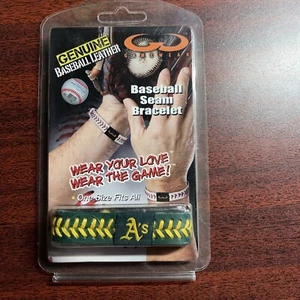 GENUINE
BASEBALL LEATHER
Baseball
Seam
Bracelet
WEAR YOUR LOVE
WEAR THE GAME!
• One Size Fits All
A's